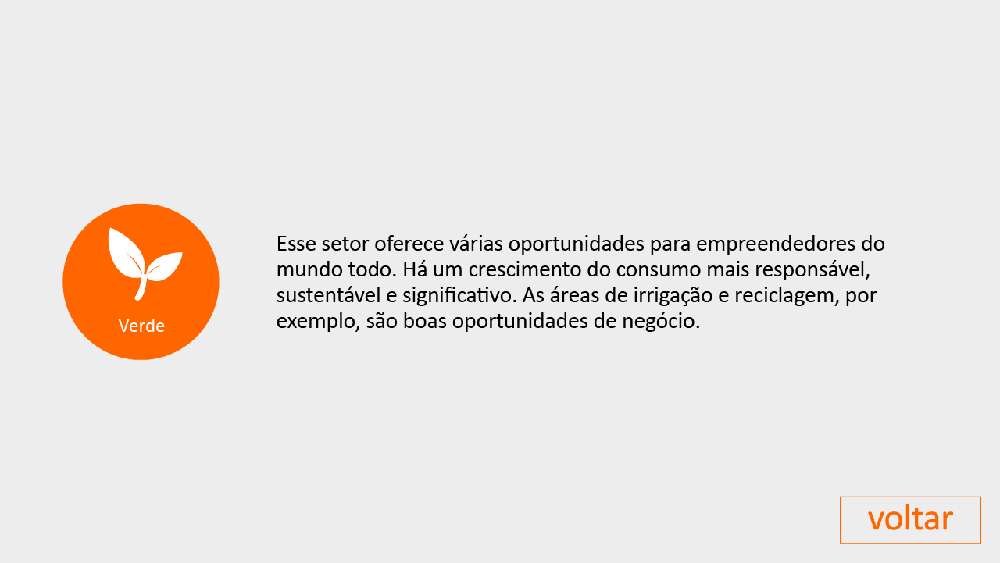 Verde
Esse setor oferece várias oportunidades para empreendedores do
mundo todo. Há um crescimento do consumo mais responsável,
sustentável e significativo. As áreas de irrigação e reciclagem, por
exemplo, são boas oportunidades de negócio.
voltar